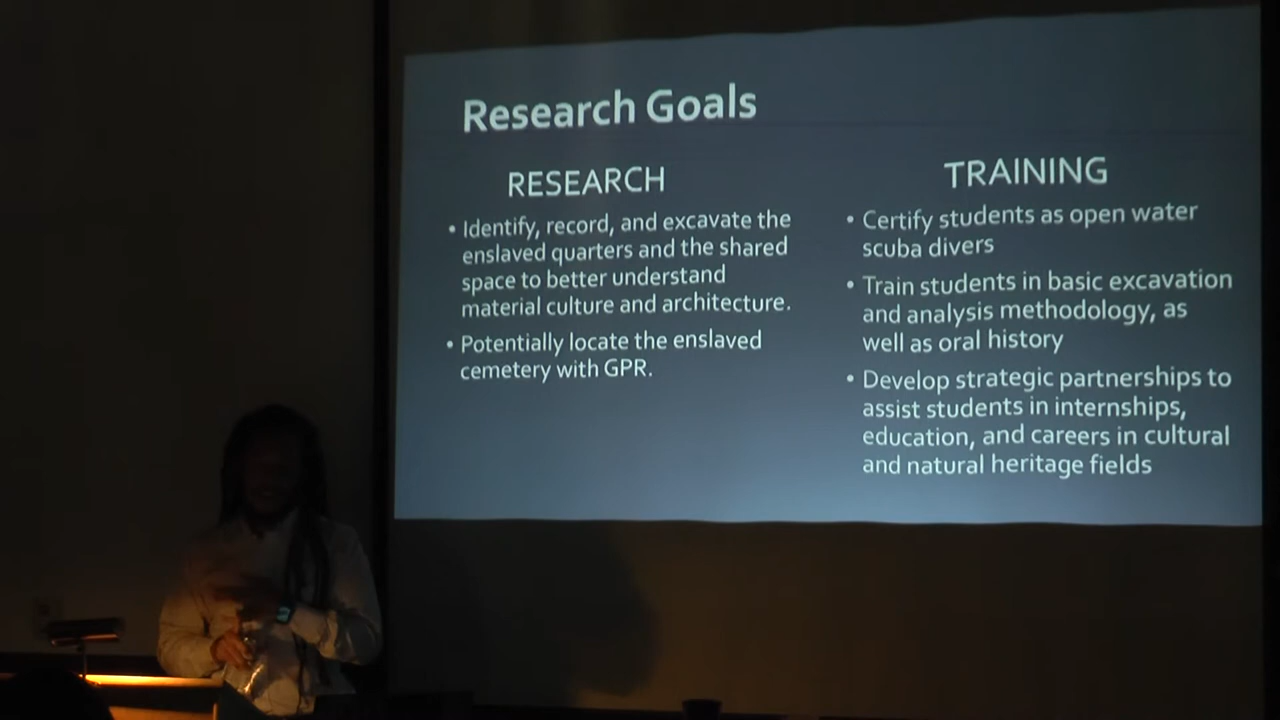 Research Goals
RESEARCH
• Identify, record, and excavate the
enslaved quarters and the shared
space to better understand
material culture and architecture.
• Potentially locate the enslaved
cemetery with GPR.
TRAINING
• Certify students as open water
scuba divers
• Train students in basic excavation
and analysis methodology, as
well as oral history
• Develop strategic partnerships to
assist students in internships,
education, and careers in cultural
and natural heritage fields